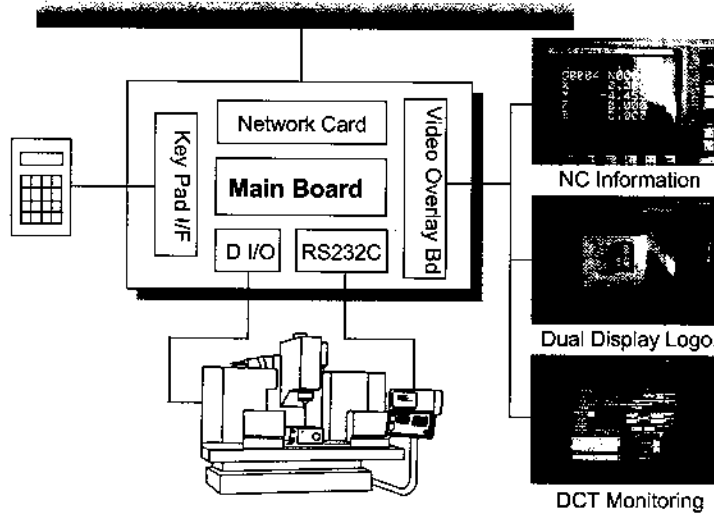 Network Card
Key Pad I/F
Main Board
Video Overlay Bd
D I/O
RS232C
NC Information
Dual Display Logo.
DCT Monitoring